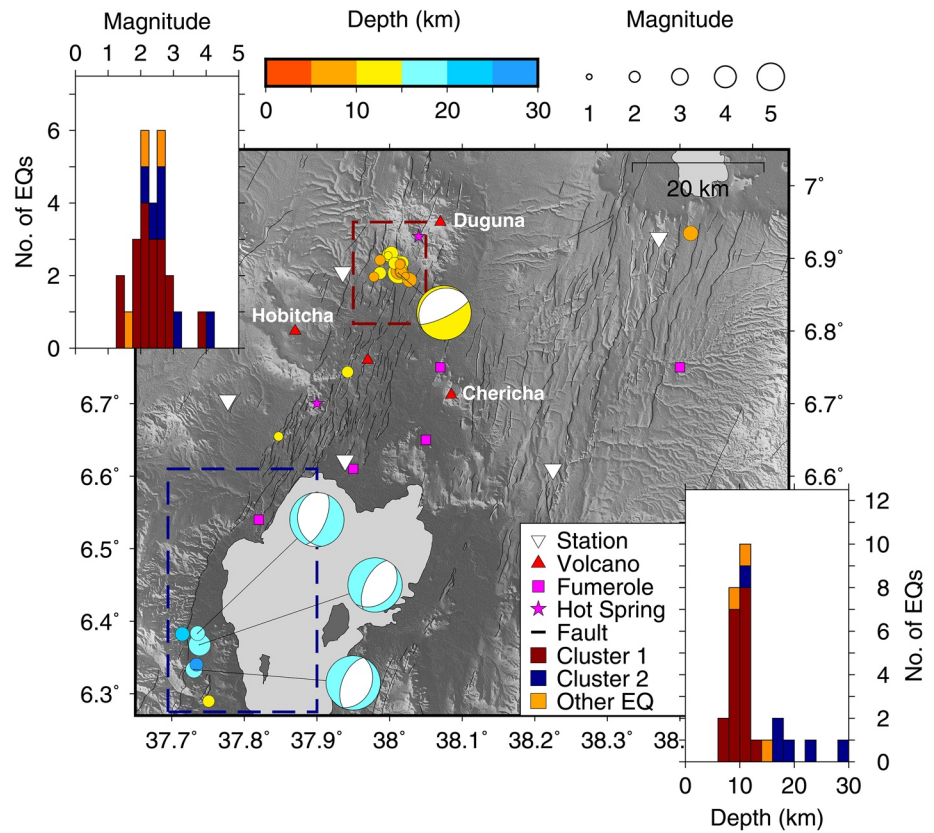 Magnitude
0 1 2 3 4 5
Depth (km)
0 10 20 30
Magnitude
1 2 3 4 5
No. of EQs
6
4
2
0
20 km
7˚
6.9˚
6.8˚
6.7˚
Duguna
Hobitcha
Chericha
6.7˚
6.6˚
6.5˚
6.4˚
6.3˚
37.7˚ 37.8˚ 37.9˚ 38˚ 38.1˚ 38.2˚ 38.3˚ 38.
Station
Volcano
Fumerole
Hot Spring
Fault
Cluster 1
Cluster 2
Other EQ
12
10
8
6
4
2
0
No. of EQs
0 10 20 30
Depth (km)